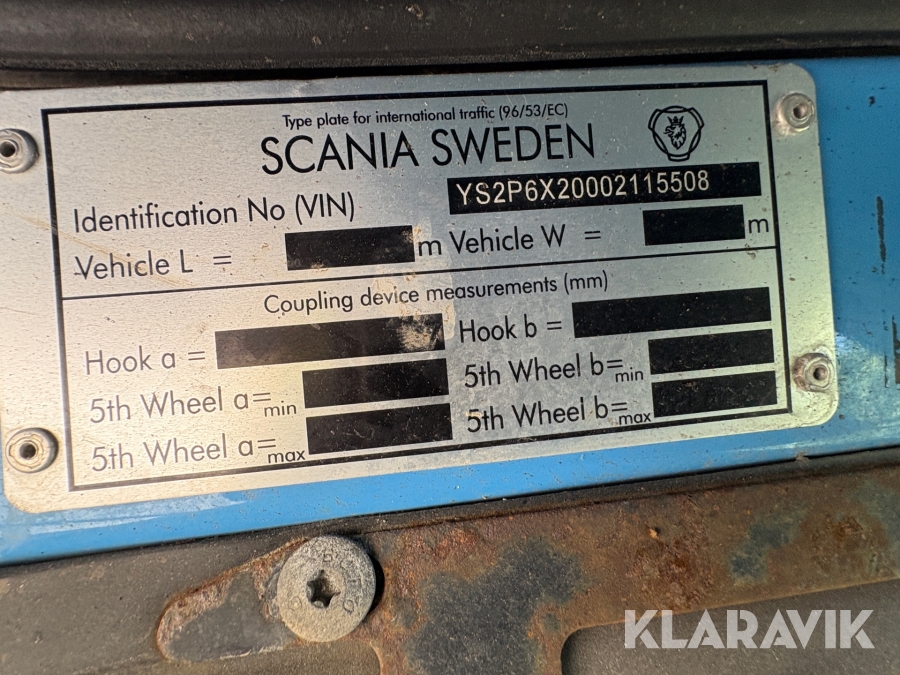 Type plate for international traffic (96/53/EC)
SCANIA SWEDEN
Identification No (VIN) YS2P6X20002115508
Vehicle L = m Vehicle W = m
Coupling device measurements (mm)
Hook a = Hook b =
5th Wheel a=min 5th Wheel b=min
5th Wheel a=max 5th Wheel b=max
KLARAVIK